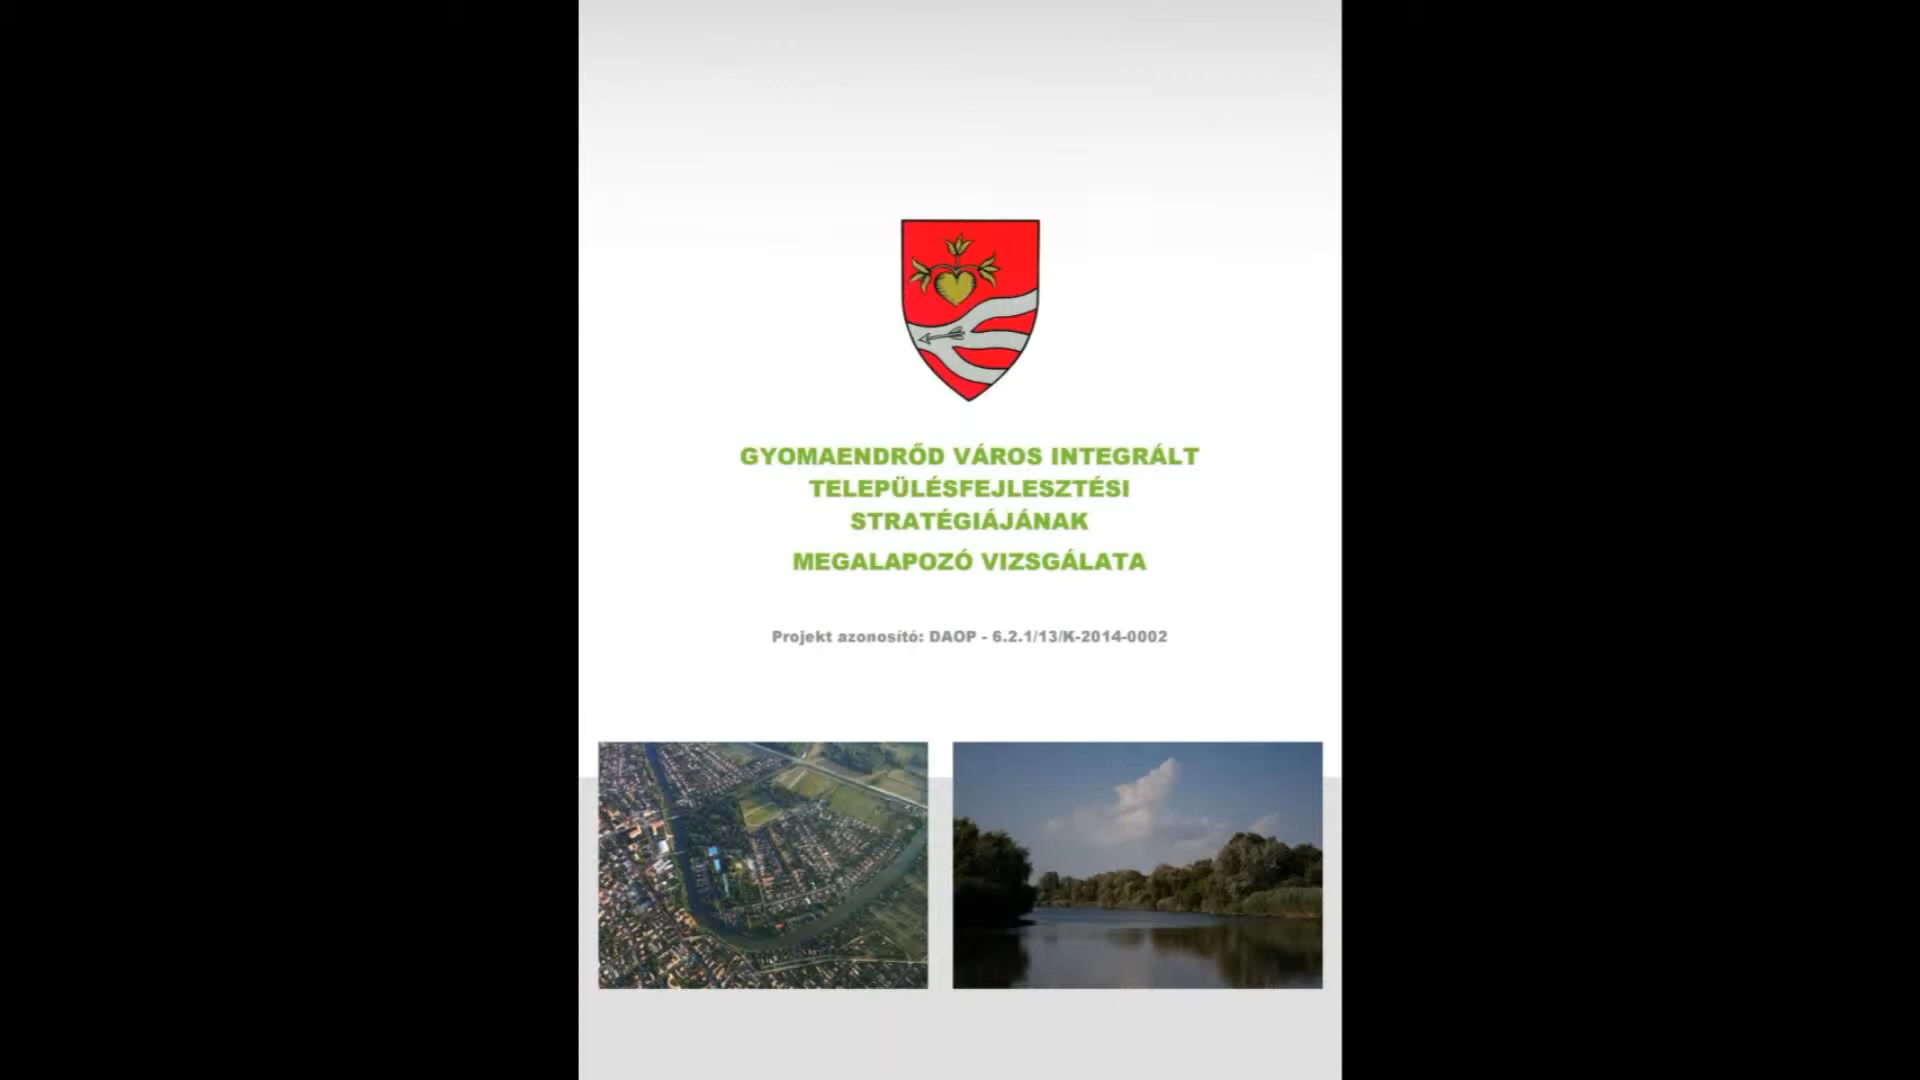 GYOMAENDRŐD VÁROS INTEGRÁLT
TELEPÜLÉSFEJLESZTÉSI
STRATÉGIÁJÁNAK
MEGALAPOZÓ VIZSGÁLATA
Projekt azonosító: DAOP - 6.2.1/13/K-2014-0002